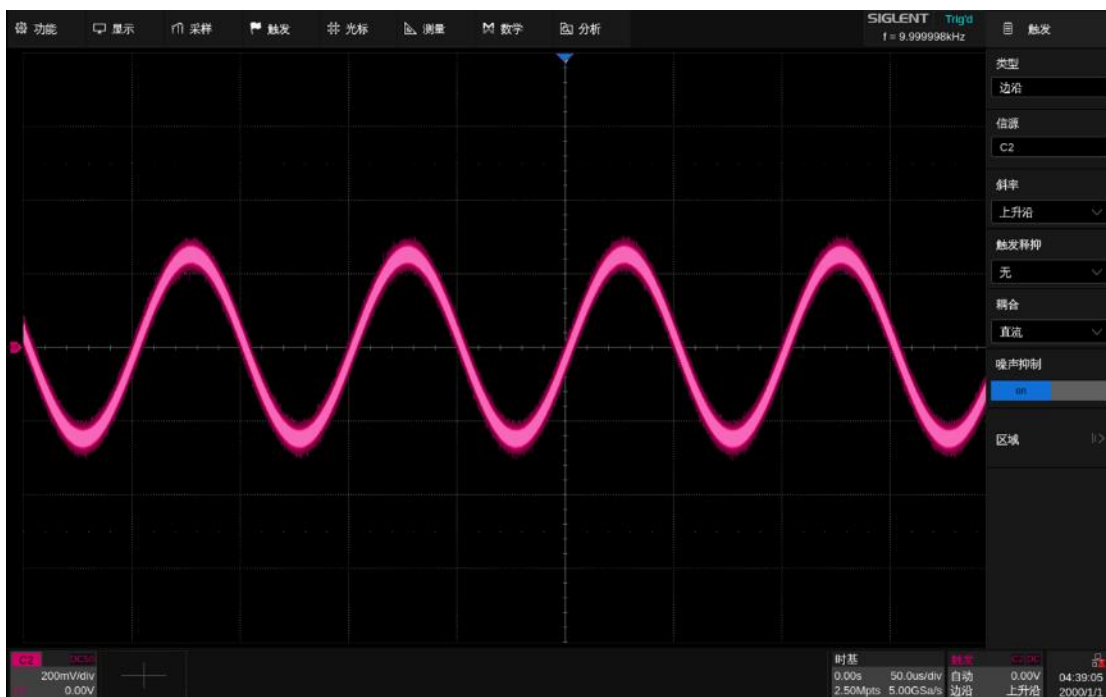 功能 显示 采样 触发 光标 测量 数学 分析
SIGLENT Trig'd
f = 9.999998kHz
触发
类型
边沿
信源
C2
斜率
上升沿
触发释抑
无
耦合
直流
噪声抑制
on
区域
C2
200mV/div
0.00V
时基
0.00s 50.0us/div
2.50Mpts 5.00GSa/s
触发 C2 DC
自动 0.00V
边沿 上升沿
04:39:05